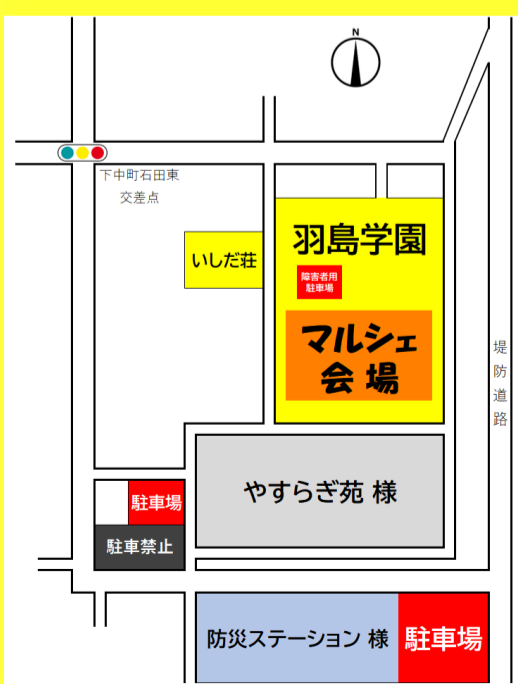 N
下中町石田東
交差点
羽島学園
いしだ荘
障害者用
駐車場
マルシェ
会場
堤防道路
やすらぎ苑 様
駐車場
駐車禁止
防災ステーション 様
駐車場